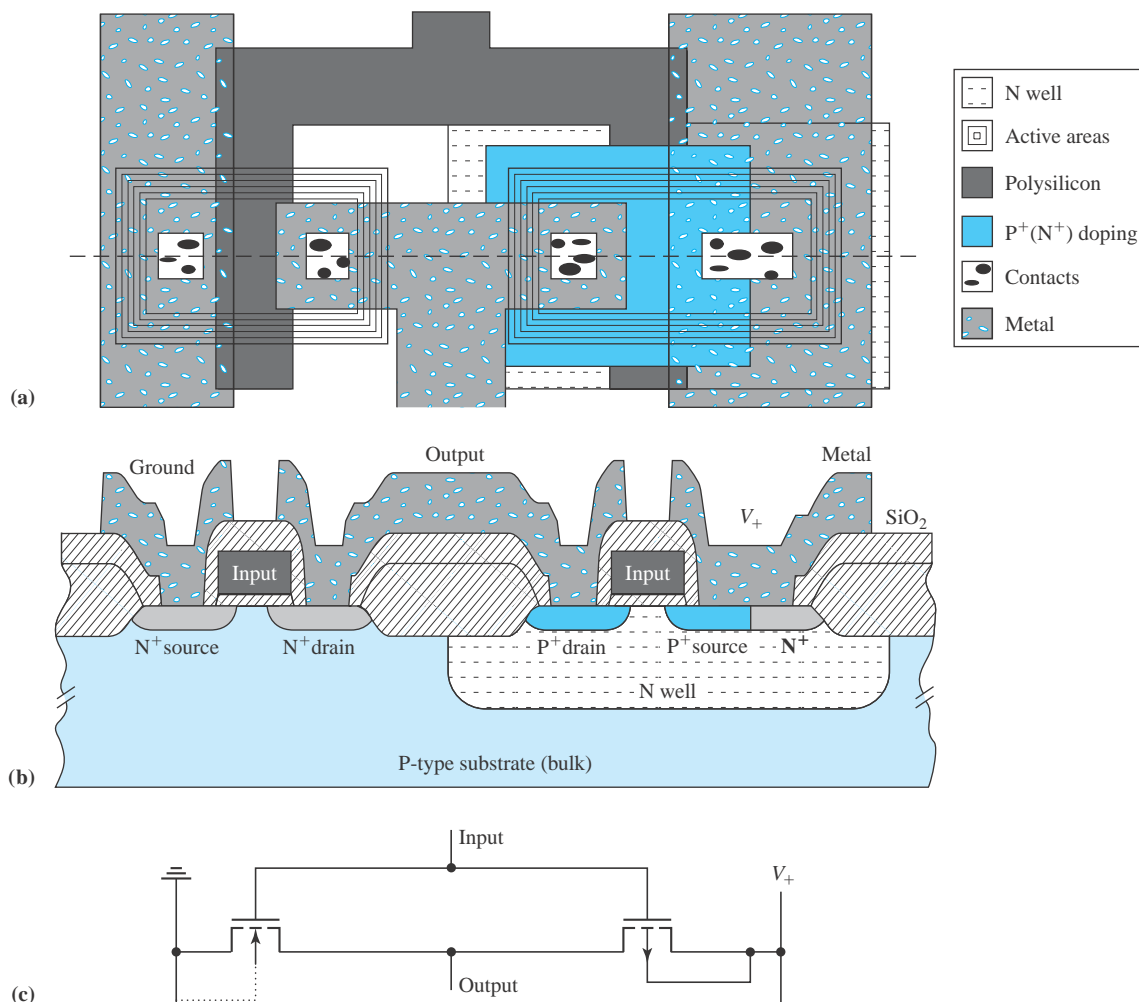 N well
Active areas
Polysilicon
P+(N+) doping
Contacts
Metal
(a)
Ground
Output
Metal
V+
SiO2
Input
Input
N+ source
N+ drain
P+ drain
P+ source
N+
N well
P-type substrate (bulk)
(b)
Input
V+
Output
(c)